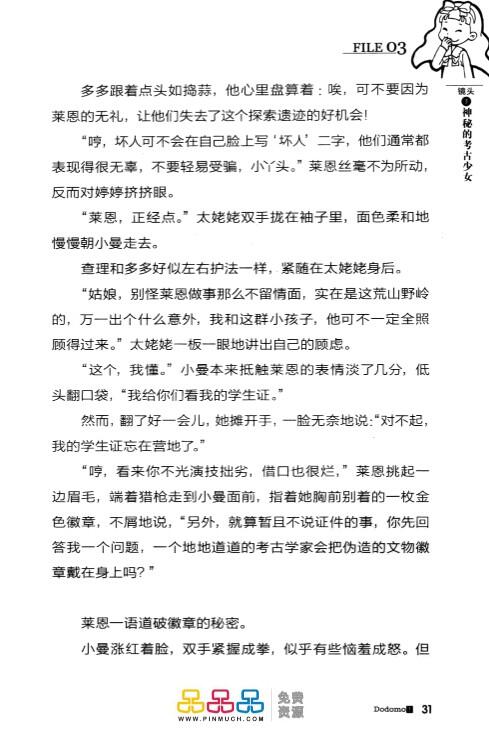 FILE 03
镜头
神秘的考古少女
多多跟着点头如捣蒜，他心里盘算着：唉，可不要因为
莱恩的无礼，让他们失去了这个探索遗迹的好机会！
“哼，坏人可不会在自己脸上写‘坏人’二字，他们通常都
表现得很无辜，不要轻易受骗，小丫头。”莱恩丝毫不为所动，
反而对婷婷挤挤眼。
“莱恩，正经点。”太姥姥双手拢在袖子里，面色柔和地
慢慢朝小曼走去。
查理和多多好似左右护法一样，紧随在太姥姥身后。
“姑娘，别怪莱恩做事那么不留情面，实在是这荒山野岭
的，万一出个什么意外，我和这群小孩子，他可不一定全照
顾得过来。”太姥姥一板一眼地讲出自己的顾虑。
“这个，我懂。”小曼本来抵触莱恩的表情淡了几分，低
头翻口袋，“我给你们看我的学生证。”
然而，翻了好一会儿，她摊开手，一脸无奈地说：“对不起，
我的学生证忘在营地了。”
“哼，看来你不光演技拙劣，借口也很烂，”莱恩挑起一
边眉毛，端着猎枪走到小曼面前，指着她胸前别着的一枚金
色徽章，不屑地说，“另外，就算暂且不说证件的事，你先回
答我一个问题，一个地地道道的考古学家会把伪造的文物徽
章戴在身上吗？”
莱恩一语道破徽章的秘密。
小曼涨红着脸，双手紧握成拳，似乎有些恼羞成怒。但
品品品
免费
资源
WWW.PINMUCH.COM
Dodomo 31